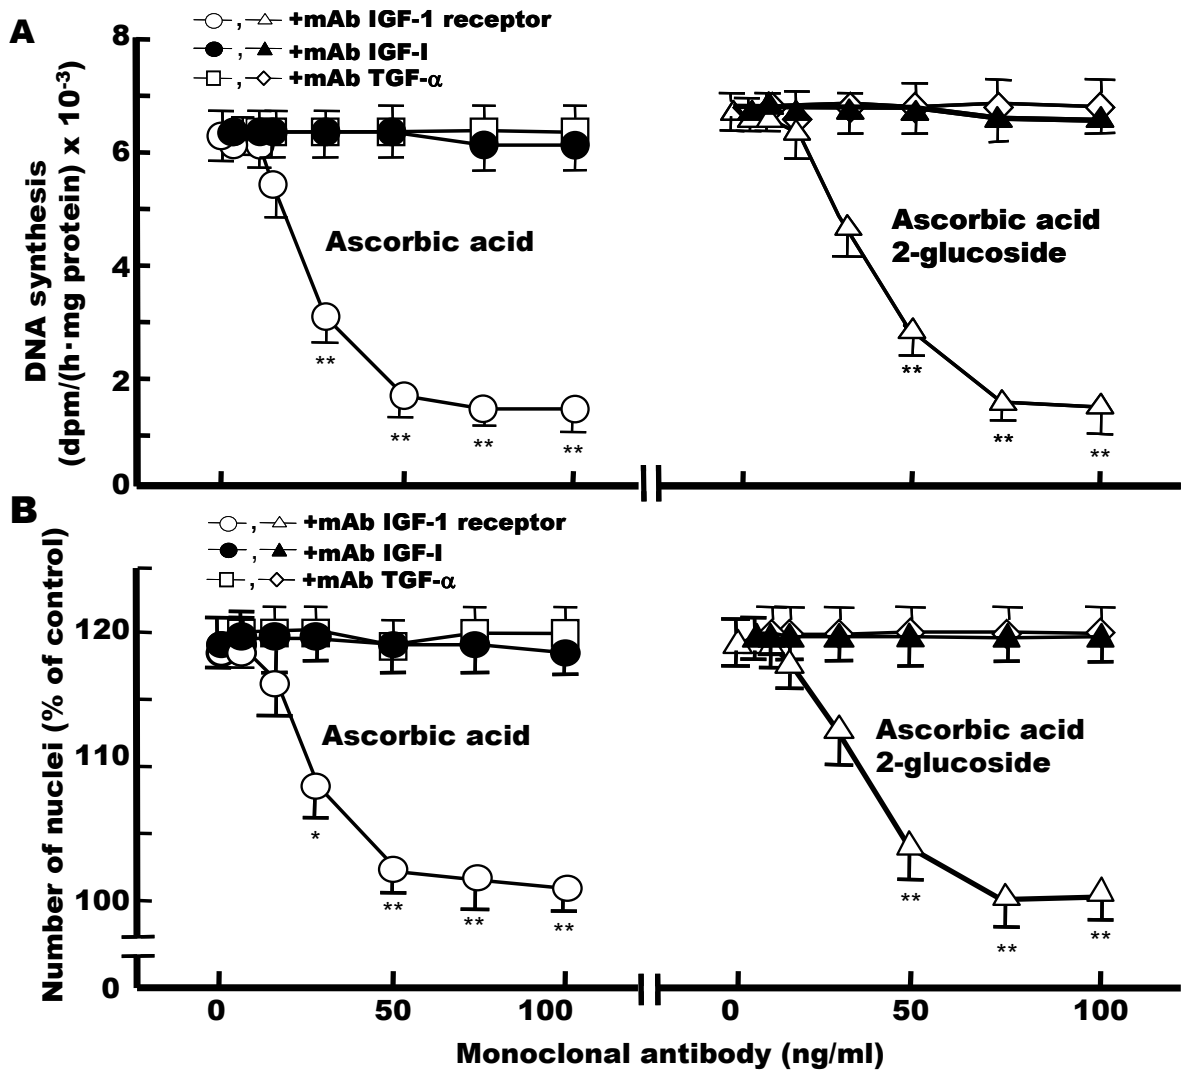 A
+mAb IGF-1 receptor
+mAb IGF-I
+mAb TGF-α
DNA synthesis
(dpm/(h·mg protein) x 10-3)
8
6
4
2
0
Ascorbic acid
**
**
**
**
Ascorbic acid
2-glucoside
**
**
**
B
+mAb IGF-1 receptor
+mAb IGF-I
+mAb TGF-α
Number of nuclei (% of control)
120
110
100
0
Ascorbic acid
*
**
**
**
Ascorbic acid
2-glucoside
**
**
**
0 50 100 0 50 100
Monoclonal antibody (ng/ml)